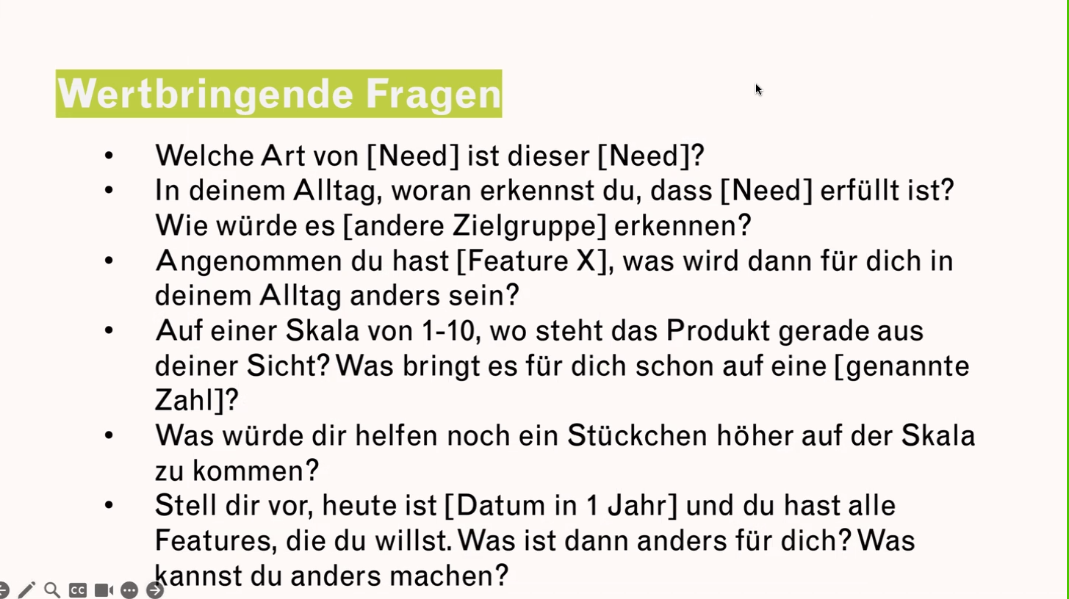 Wertbringende Fragen
• Welche Art von [Need] ist dieser [Need]?
• In deinem Alltag, woran erkennst du, dass [Need] erfüllt ist?
Wie würde es [andere Zielgruppe] erkennen?
• Angenommen du hast [Feature X], was wird dann für dich in
deinem Alltag anders sein?
• Auf einer Skala von 1-10, wo steht das Produkt gerade aus
deiner Sicht? Was bringt es für dich schon auf eine [genannte
Zahl]?
• Was würde dir helfen noch ein Stückchen höher auf der Skala
zu kommen?
• Stell dir vor, heute ist [Datum in 1 Jahr] und du hast alle
Features, die du willst. Was ist dann anders für dich? Was
kannst du anders machen?
CC